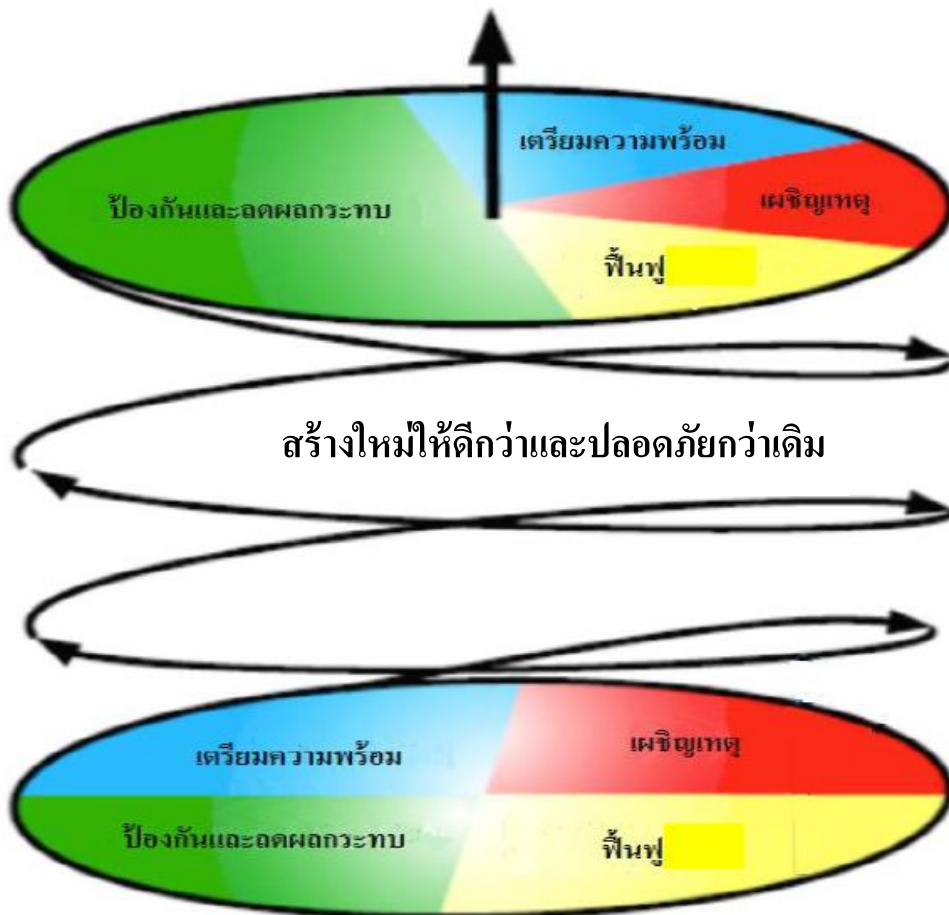 เตรียมความพร้อม
ป้องกันและลดผลกระทบ
เผชิญเหตุ
ฟื้นฟู
สร้างใหม่ให้ดีกว่าและปลอดภัยกว่าเดิม
เตรียมความพร้อม
เผชิญเหตุ
ป้องกันและลดผลกระทบ
ฟื้นฟู